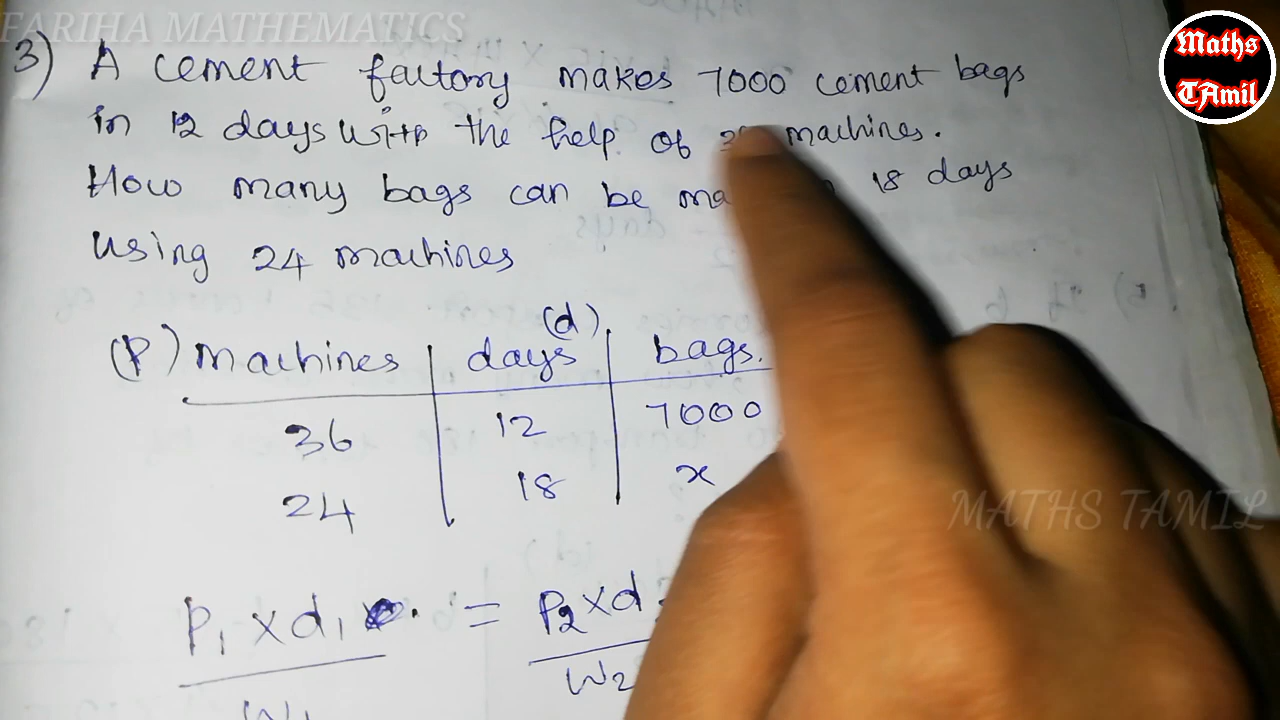 FARIHA MATHEMATICS
Maths
TAmil
3) A cement factory makes 7000 cement bags
in 12 days with the help of machines.
How many bags can be 18 days
using 24 machines
(P) machines (d) days bags.
36 12 7000
24 18 x
MATHS TAMIL
P1 x d1 = P2 x d
W1 W2